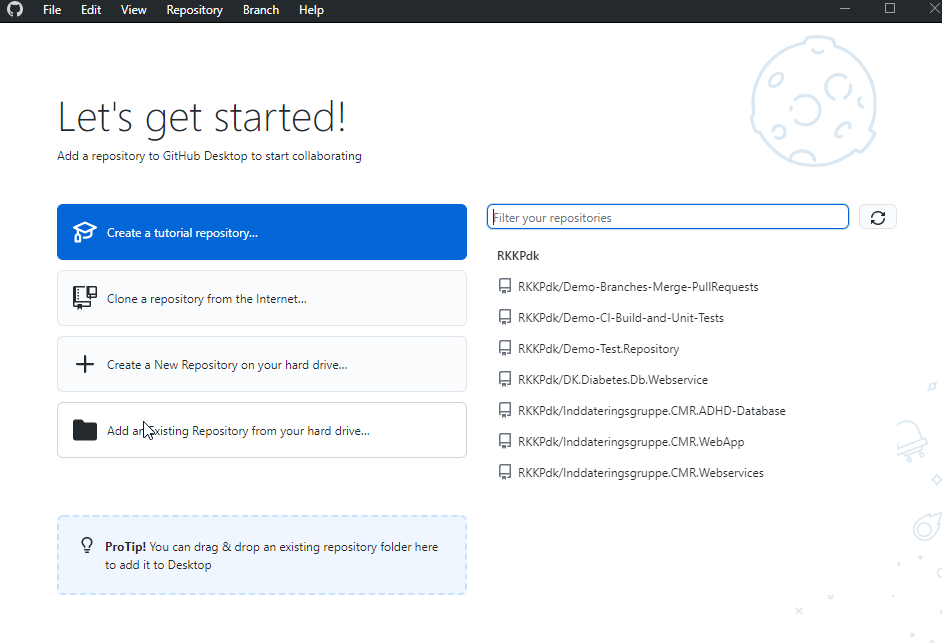 File Edit View Repository Branch Help
Let's get started!
Add a repository to GitHub Desktop to start collaborating
Create a tutorial repository...
Clone a repository from the Internet...
Create a New Repository on your hard drive...
Add an existing Repository from your hard drive...
ProTip! You can drag & drop an existing repository folder here
to add it to Desktop
Filter your repositories
RKKPdk
RKKPdk/Demo-Branches-Merge-PullRequests
RKKPdk/Demo-CI-Build-and-Unit-Tests
RKKPdk/Demo-Test.Repository
RKKPdk/DK.Diabetes.Db.Webservice
RKKPdk/Inddateringsgruppe.CMR.ADHD-Database
RKKPdk/Inddateringsgruppe.CMR.WebApp
RKKPdk/Inddateringsgruppe.CMR.Webservices